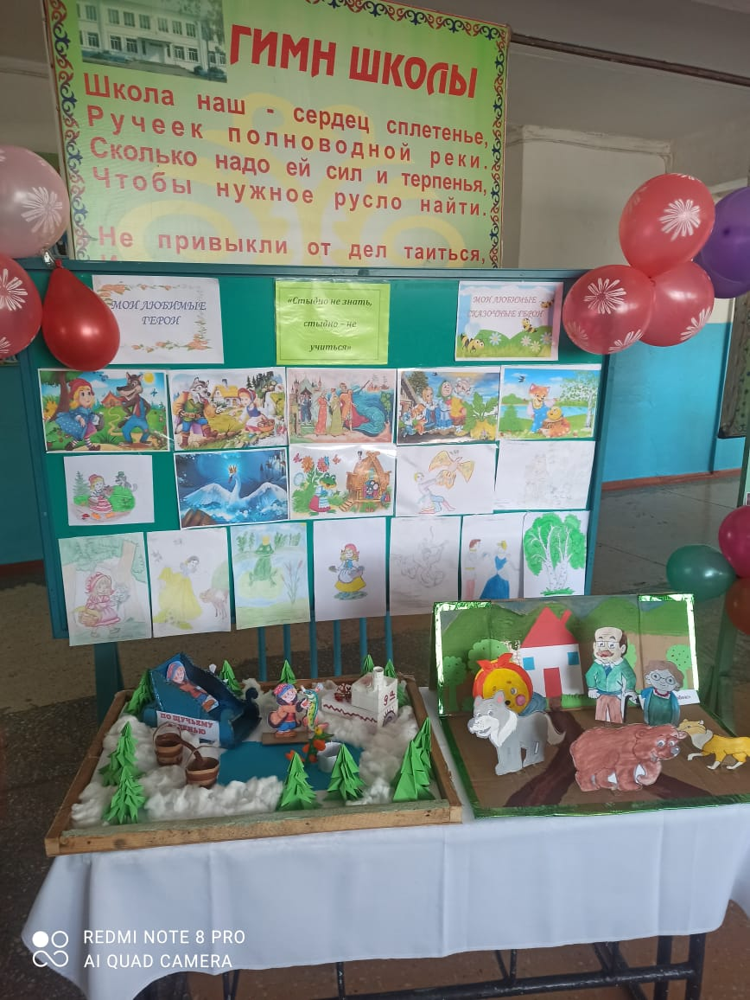 ГИМН ШКОЛЫ
Школа наш - сердец сплетенье,
Ручеек полноводной реки.
Сколько надо ей сил и терпенья,
Чтобы нужное русло найти.
Не привыкли от дел таиться,
МОИ ЛЮБИМЫЕ
ГЕРОИ
«Стыдно не знать,
стыдно – не
учиться»
МОИ ЛЮБИМЫЕ
СКАЗОЧНЫЕ ГЕРОИ
ПО ЩУЧЬЕМУ
REDMI NOTE 8 PRO
AI QUAD CAMERA